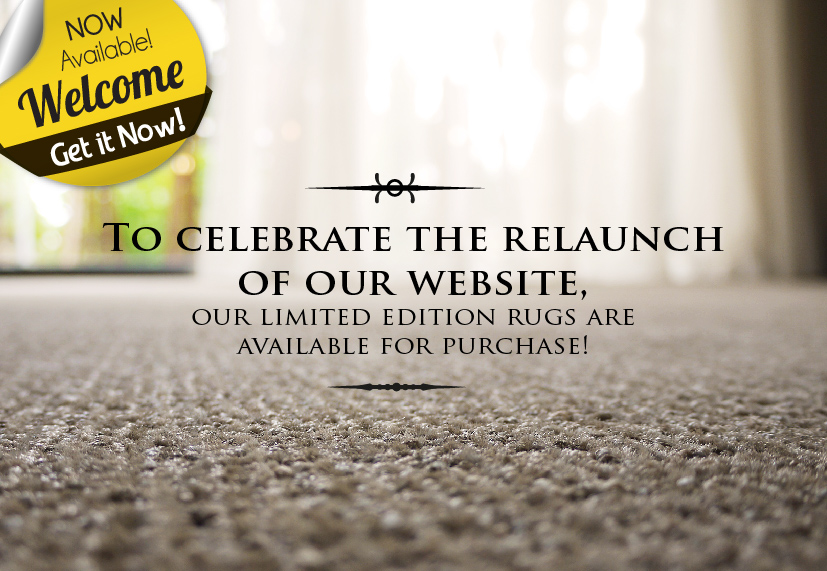 NOW
Available!
Welcome
Get it Now!
To celebrate the relaunch
of our website,
our limited edition rugs are
available for purchase!